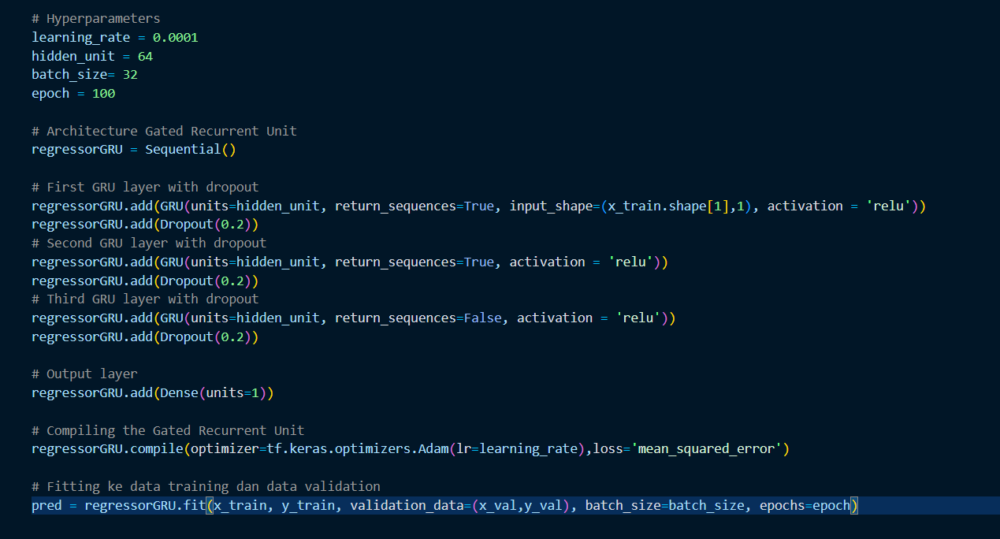 # Hyperparameters
learning_rate = 0.0001
hidden_unit = 64
batch_size= 32
epoch = 100
# Architecture Gated Recurrent Unit
regressorGRU = Sequential()
# First GRU layer with dropout
regressorGRU.add(GRU(units=hidden_unit, return_sequences=True, input_shape=(x_train.shape[1],1), activation = 'relu'))
regressorGRU.add(Dropout(0.2))
# Second GRU layer with dropout
regressorGRU.add(GRU(units=hidden_unit, return_sequences=True, activation = 'relu'))
regressorGRU.add(Dropout(0.2))
# Third GRU layer with dropout
regressorGRU.add(GRU(units=hidden_unit, return_sequences=False, activation = 'relu'))
regressorGRU.add(Dropout(0.2))
# Output layer
regressorGRU.add(Dense(units=1))
# Compiling the Gated Recurrent Unit
regressorGRU.compile(optimizer=tf.keras.optimizers.Adam(lr=learning_rate),loss='mean_squared_error')
# Fitting ke data training dan data validation
pred = regressorGRU.fit(x_train, y_train, validation_data=(x_val,y_val), batch_size=batch_size, epochs=epoch)